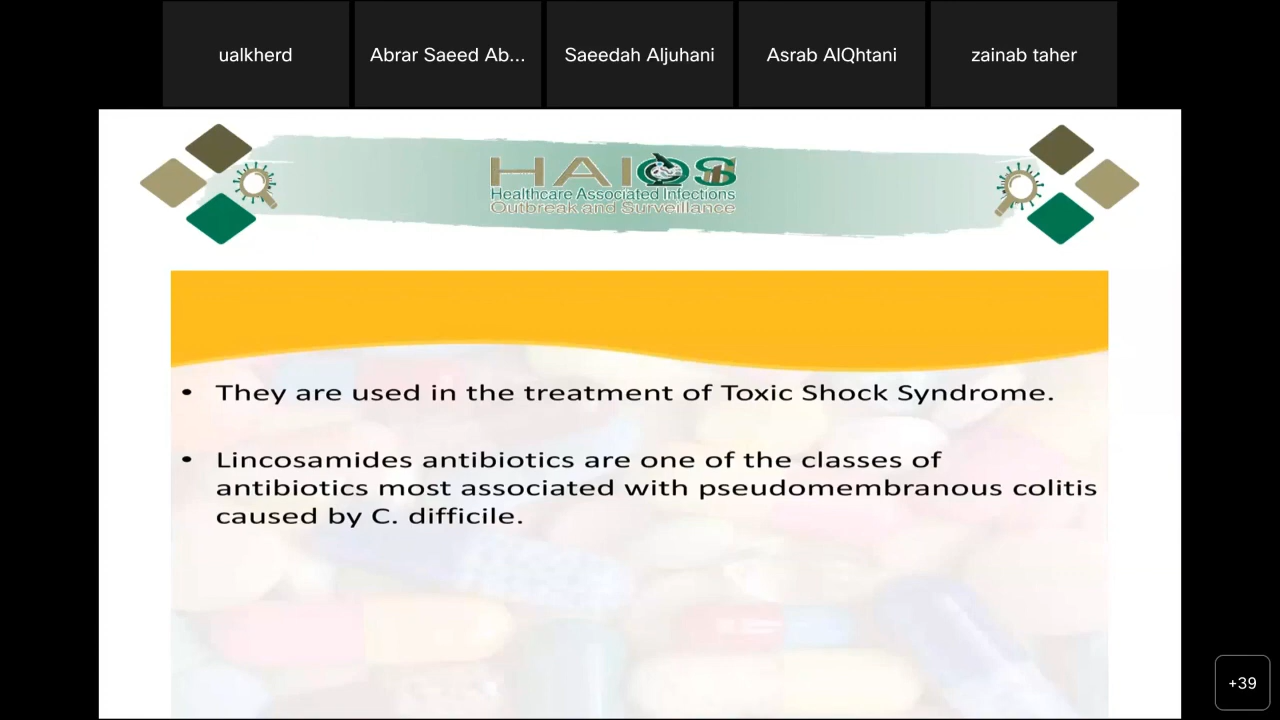 ualkherd
Abrar Saeed Ab...
Saeedah Aljuhani
Asrab AlQhtani
zainab taher
HAIOS
Healthcare Associated Infections
Outbreak and Surveillance
• They are used in the treatment of Toxic Shock Syndrome.
• Lincosamides antibiotics are one of the classes of
antibiotics most associated with pseudomembranous colitis
caused by C. difficile.
+39